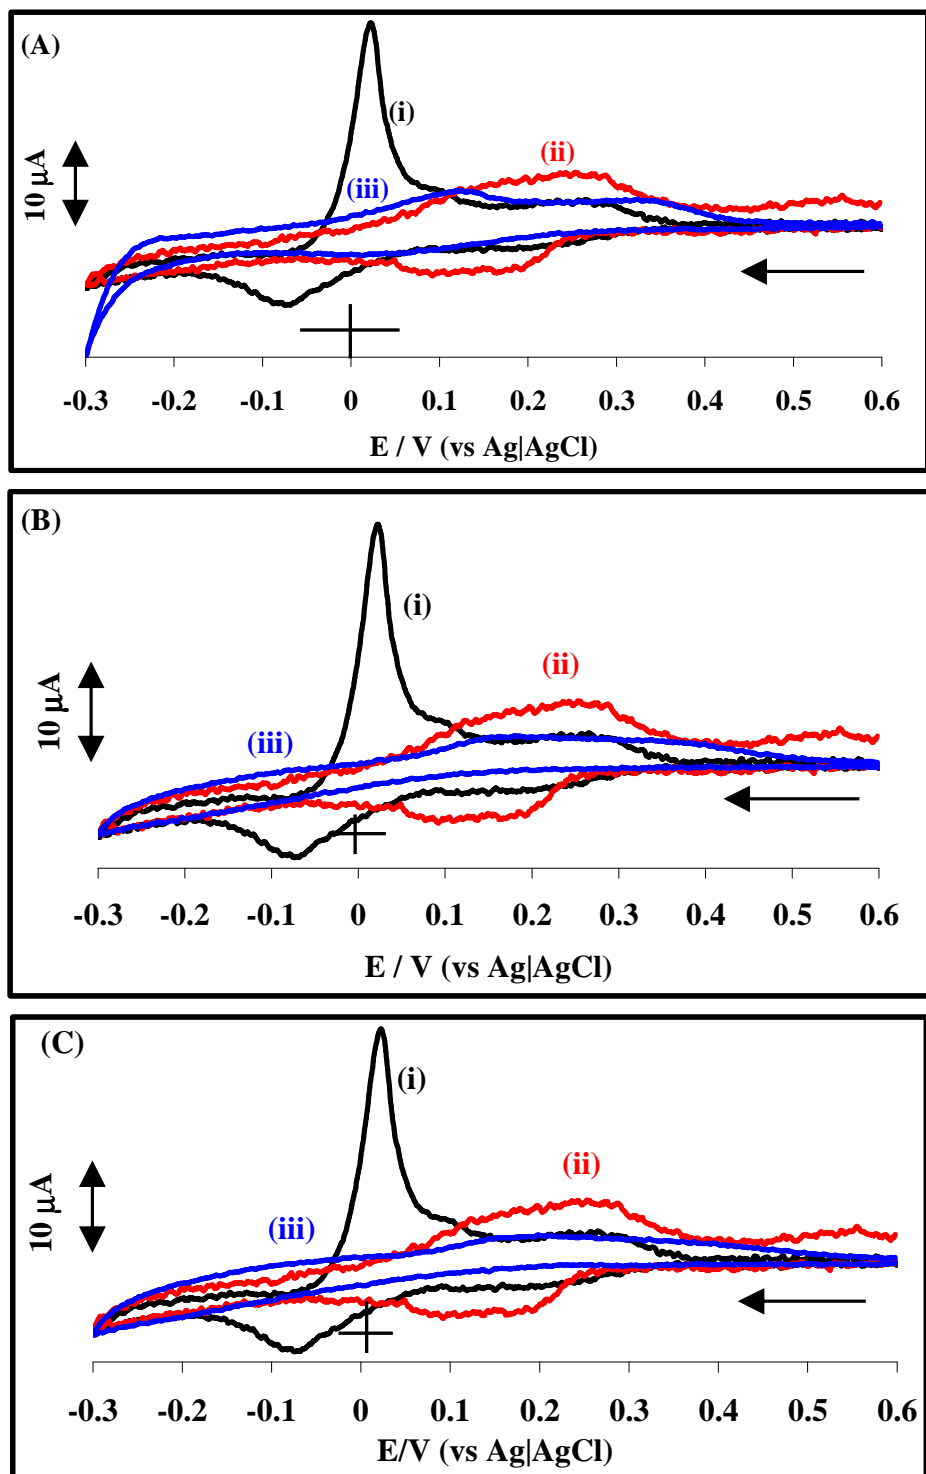 (A)
(i)
(ii)
(iii)
10 µA
-0.3 -0.2 -0.1 0 0.1 0.2 0.3 0.4 0.5 0.6
E / V (vs Ag|AgCl)
(B)
(i)
(ii)
(iii)
10 µA
-0.3 -0.2 -0.1 0 0.1 0.2 0.3 0.4 0.5 0.6
E / V (vs Ag|AgCl)
(C)
(i)
(ii)
(iii)
10 µA
-0.3 -0.2 -0.1 0 0.1 0.2 0.3 0.4 0.5 0.6
E/V (vs Ag|AgCl)